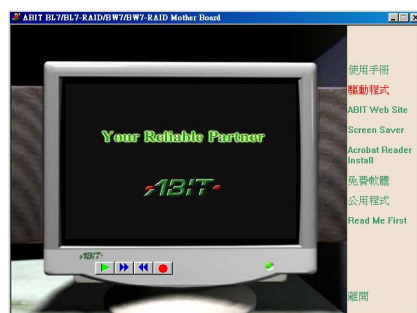 ABIT BL7/BL7-RAID/BW7/BW7-RAID Mother Board
Your Reliable Partner
ABIT
ABIT
使用手冊
驅動程式
ABIT Web Site
Screen Saver
Acrobat Reader
Install
免費軟體
公用程式
Read Me First
離開